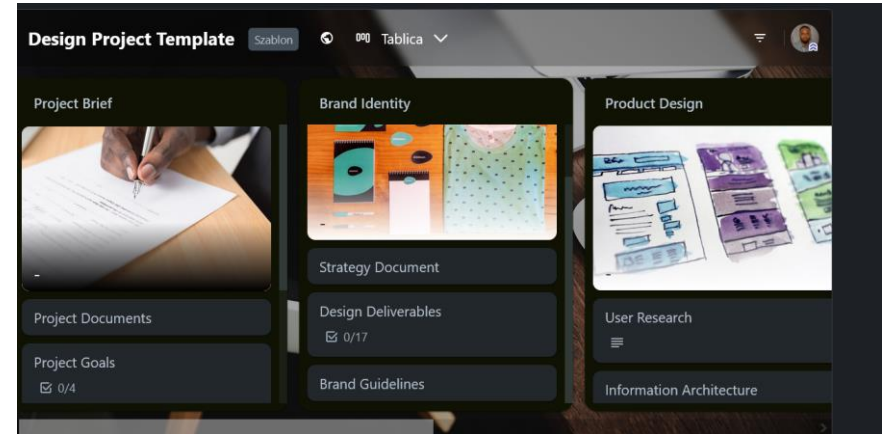 Design Project Template Szablon Tablica
Project Brief
-
Project Documents
Project Goals
0/4
Brand Identity
-
Strategy Document
Design Deliverables
0/17
Brand Guidelines
Product Design
-
User Research
Information Architecture